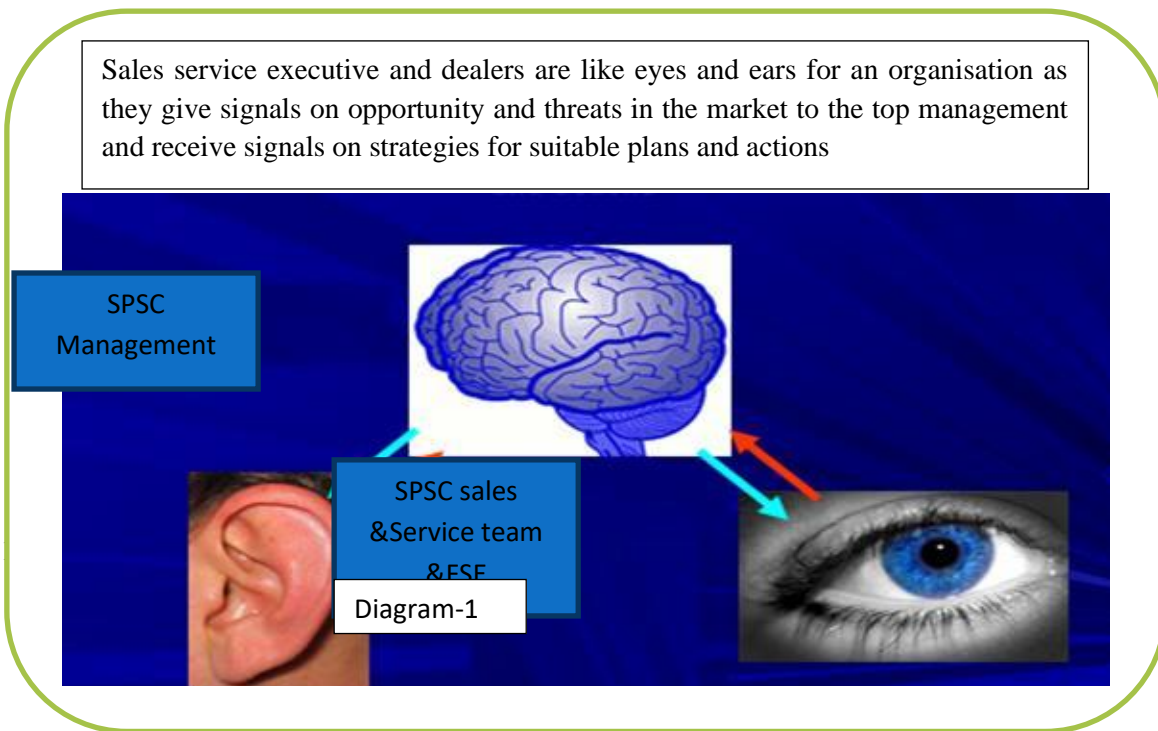 Sales service executive and dealers are like eyes and ears for an organisation as
they give signals on opportunity and threats in the market to the top management
and receive signals on strategies for suitable plans and actions
SPSC
Management
SPSC sales
&Service team
Diagram-1